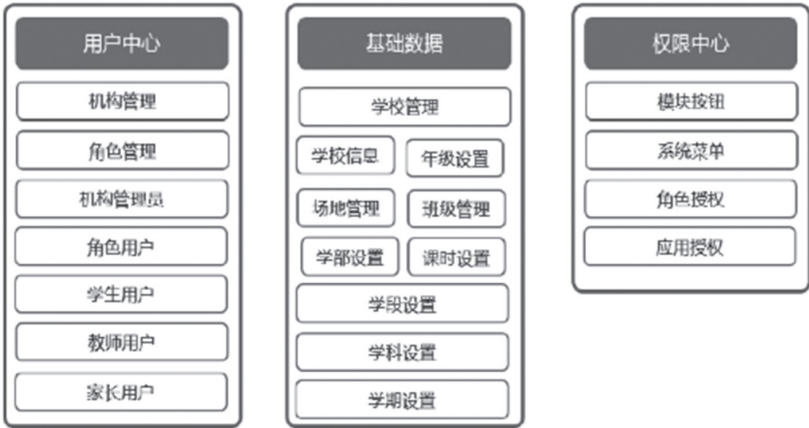 用户中心
机构管理
角色管理
机构管理员
角色用户
学生用户
教师用户
家长用户
基础数据
学校管理
学校信息
年级设置
场地管理
班级管理
学部设置
课时设置
学段设置
学科设置
学期设置
权限中心
模块按钮
系统菜单
角色授权
应用授权